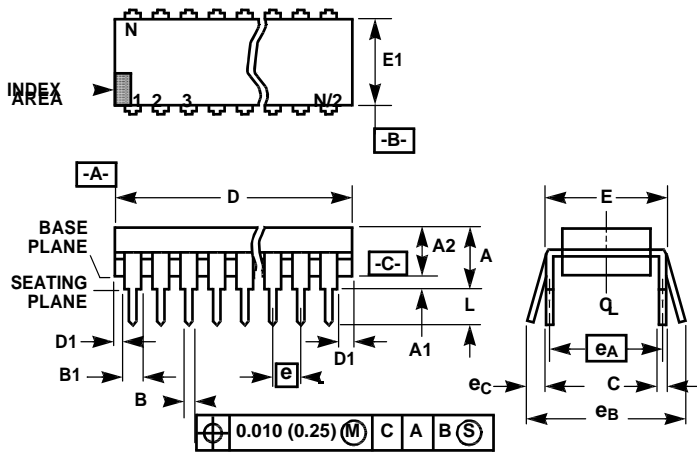 N
E1
INDEX
AREA
1 2 3 N/2
-B-
-A-
D
E
BASE
PLANE
A2
A
-C-
SEATING
PLANE
L
CL
D1
A1
D1
eA
B1
e
eC
C
B
eB
0.010 (0.25) M C A B S